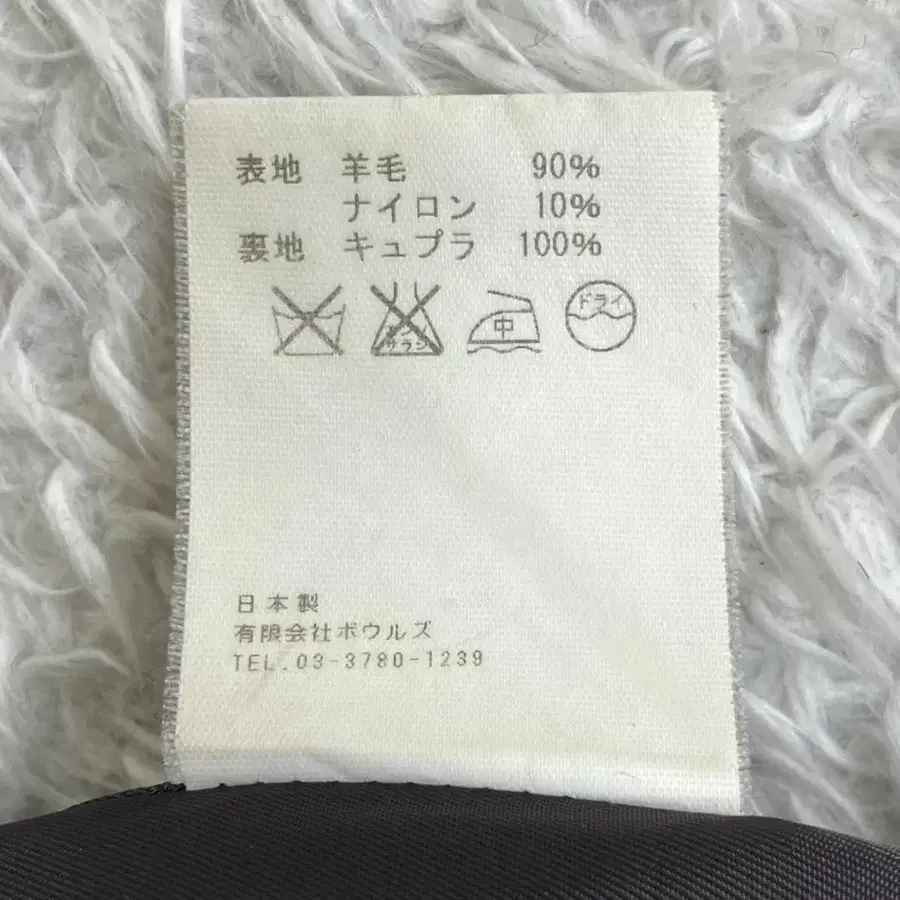 表地 羊毛 90%
ナイロン 10%
裏地 キュプラ 100%
中 ドライ
日本製
有限会社ボウルズ
TEL.03-3780-1239